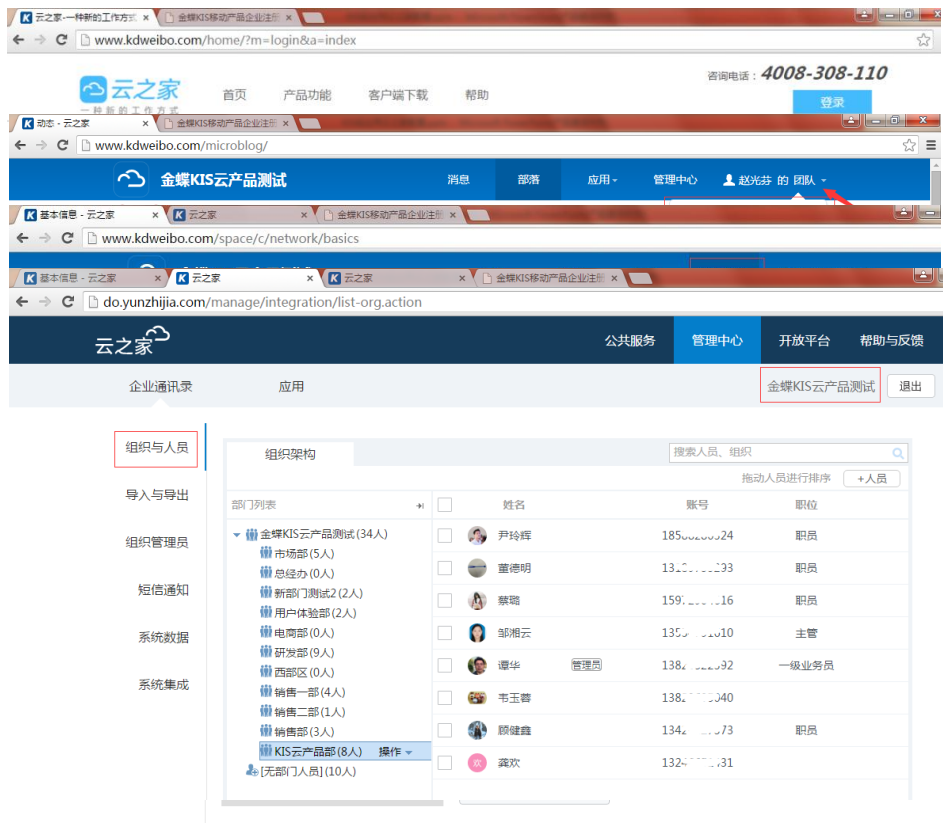 云之家-一种新的工作方式 × 金蝶KIS移动产品企业注册 ×
www.kdweibo.com/home/?m=login&a=index
咨询电话：4008-308-110
云之家 首页 产品功能 客户端下载 帮助
一种新的工作方式
登录
动态 - 云之家 × 金蝶KIS移动产品企业注册 ×
www.kdweibo.com/microblog/
金蝶KIS云产品测试 消息 部落 应用 管理中心 赵光芬 的 团队
基本信息 - 云之家 × 云之家 × 金蝶KIS移动产品企业注册 ×
www.kdweibo.com/space/c/network/basics
基本信息 - 云之家 × 云之家 × 云之家 × 金蝶KIS移动产品企业注册 ×
do.yunzhijia.com/manage/integration/list-org.action
云之家 公共服务 管理中心 开放平台 帮助与反馈
企业通讯录 应用 金蝶KIS云产品测试 退出
组织与人员
导入与导出
组织管理员
短信通知
系统数据
系统集成
组织架构 搜索人员、组织
拖动人员进行排序 +人员
部门列表 姓名 账号 职位
金蝶KIS云产品测试(34人)
市场部(5人)
总经办(0人)
新部门测试2(2人)
用户体验部(2人)
电商部(0人)
研发部(9人)
西部区(0人)
销售一部(4人)
销售二部(1人)
销售部(3人)
KIS云产品部(8人) 操作
[无部门人员](10人)
尹玲辉 职员
董德明 职员
蔡璐 职员
邹相云 主管
谭华 管理员 一级业务员
韦玉蓉
顾健鑫 职员
欢 龚欢